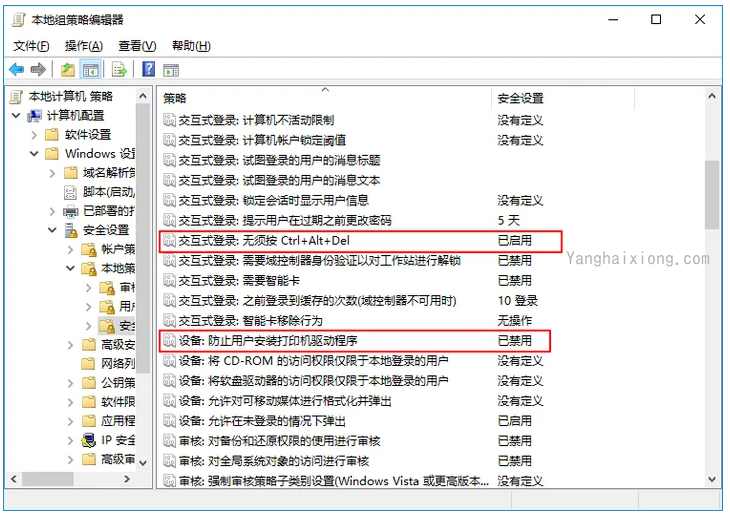 本地组策略编辑器
文件(F) 操作(A) 查看(V) 帮助(H)
本地计算机 策略
计算机配置
软件设置
Windows 设
域名解析策
脚本(启动/
已部署的打
安全设置
帐户策
本地策
审
用户
安全
高级安
网络列
公钥策
软件限
应用程
IP 安全
高级审
策略 安全设置
交互式登录: 计算机不活动限制 没有定义
交互式登录: 计算机帐户锁定阈值 没有定义
交互式登录: 试图登录的用户的消息标题
交互式登录: 试图登录的用户的消息文本
交互式登录: 锁定会话时显示用户信息 没有定义
交互式登录: 提示用户在过期之前更改密码 5 天
交互式登录: 无须按 Ctrl+Alt+Del 已启用
交互式登录: 需要域控制器身份验证以对工作站进行解锁 已禁用
交互式登录: 需要智能卡 已禁用
交互式登录: 之前登录到缓存的次数(域控制器不可用时) 10 登录
交互式登录: 智能卡移除行为 无操作
设备: 防止用户安装打印机驱动程序 已禁用
设备: 将 CD-ROM 的访问权限仅限于本地登录的用户 没有定义
设备: 将软盘驱动器的访问权限仅限于本地登录的用户 没有定义
设备: 允许对可移动媒体进行格式化并弹出 没有定义
设备: 允许在未登录的情况下弹出 已启用
审核: 对备份和还原权限的使用进行审核 已禁用
审核: 对全局系统对象的访问进行审核 已禁用
审核: 强制审核策略子类别设置(Windows Vista 或更高版本... 没有定义
Yanghaixiong.com